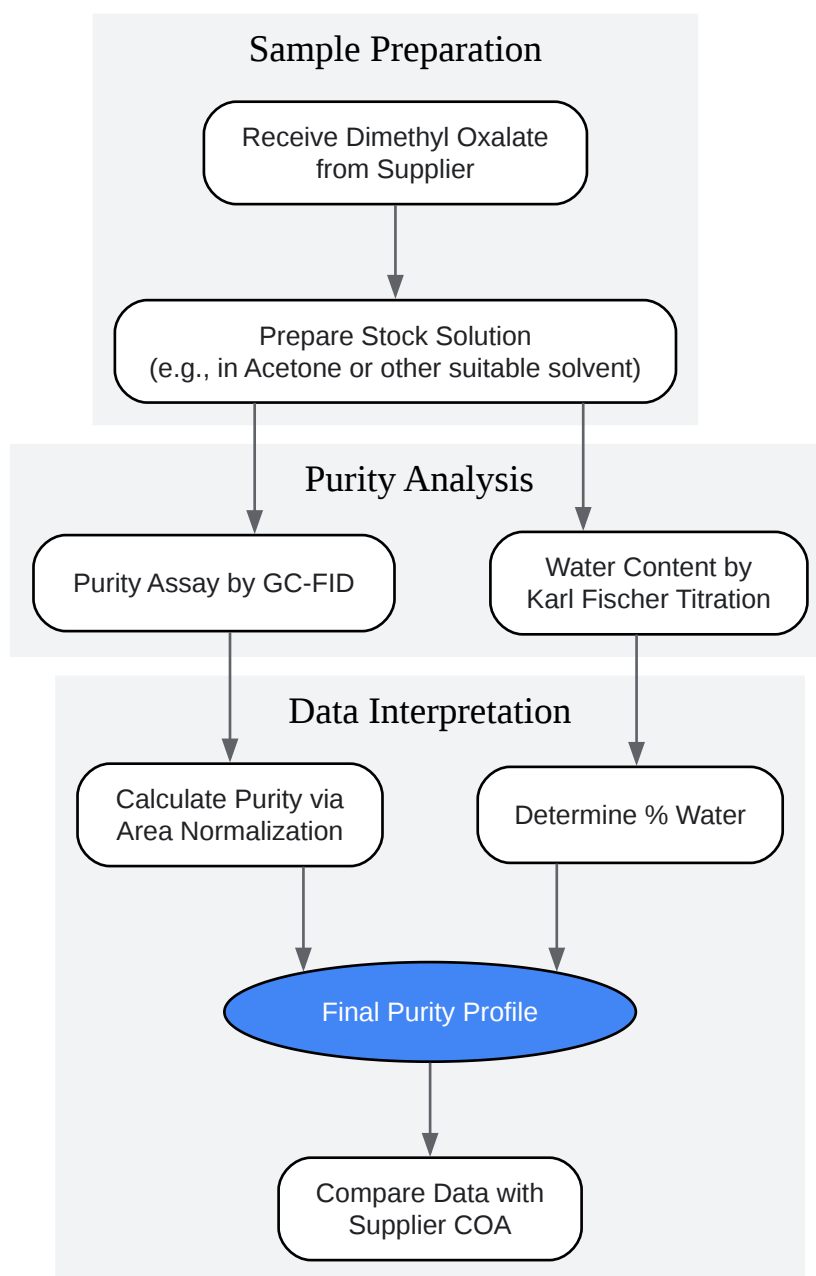 Sample Preparation
Receive Dimethyl Oxalate
from Supplier
Prepare Stock Solution
(e.g., in Acetone or other suitable solvent)
Purity Analysis
Purity Assay by GC-FID
Water Content by
Karl Fischer Titration
Data Interpretation
Calculate Purity via
Area Normalization
Determine % Water
Final Purity Profile
Compare Data with
Supplier COA